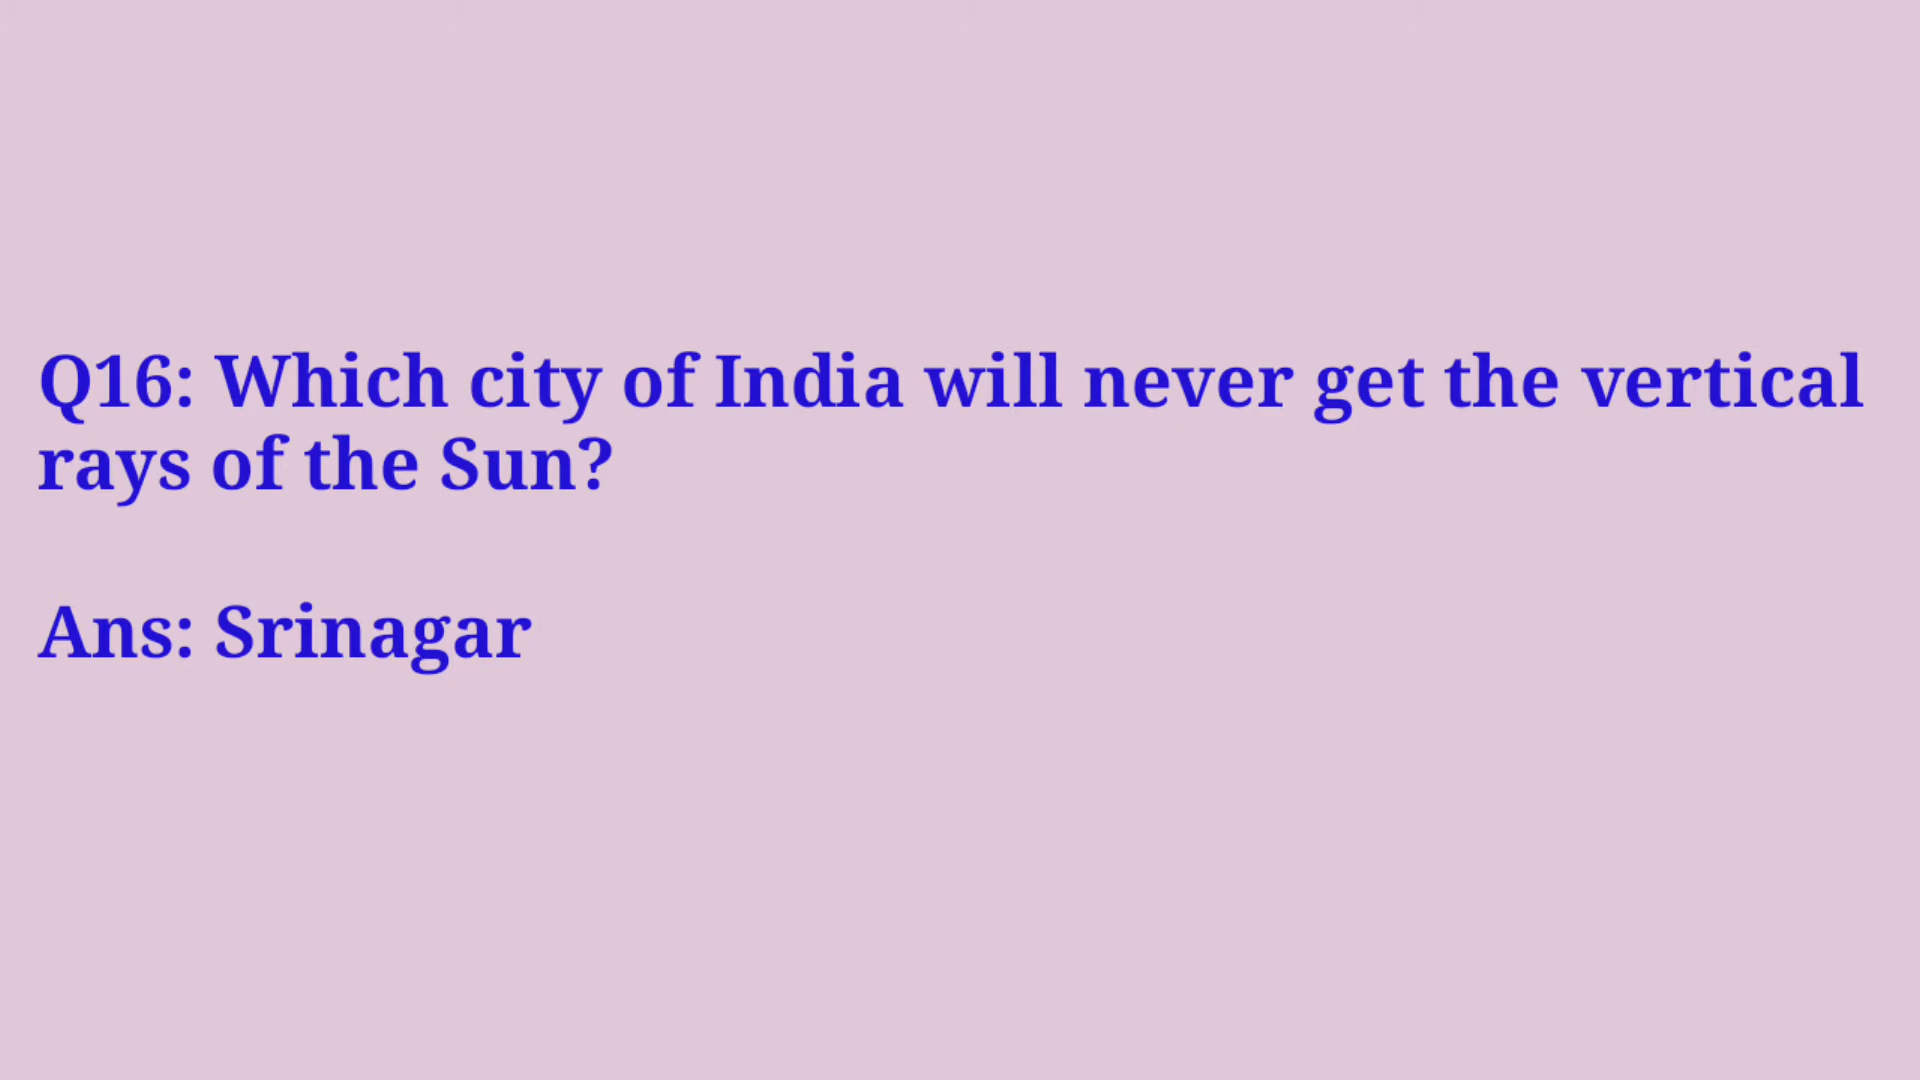 Q16: Which city of India will never get the vertical
rays of the Sun?
Ans: Srinagar